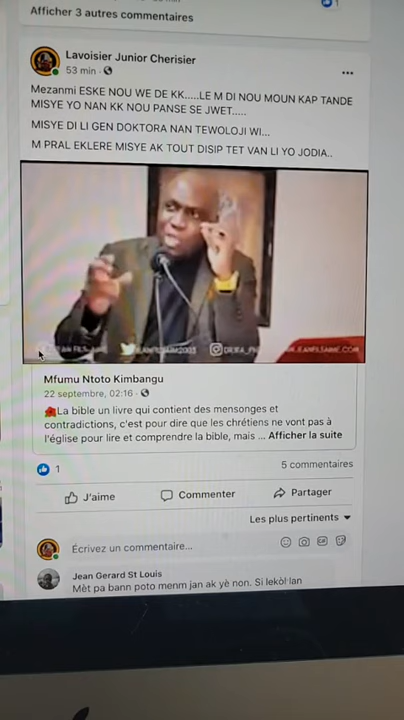 Afficher 3 autres commentaires
1
Lavoisier Junior Cherisier
53 min ·
Mezanmi ESKE NOU WE DE KK.....LE M DI NOU MOUN KAP TANDE
MISYE YO NAN KK NOU PANSE SE JWET.....
MISYE DI LI GEN DOKTORA NAN TEWOLOJI WI...
M PRAL EKLERE MISYE AK TOUT DISIP TET VAN LI YO JODIA..
Mfumu Ntoto Kimbangu
22 septembre, 02:16 ·
La bible un livre qui contient des mensonges et
contradictions, c'est pour dire que les chrétiens ne vont pas à
l'église pour lire et comprendre la bible, mais ... Afficher la suite
1
5 commentaires
J'aime
Commenter
Partager
Les plus pertinents
Écrivez un commentaire...
GIF
Jean Gerard St Louis
Mèt pa bann poto menm jan ak yè non. Si lekòl lan